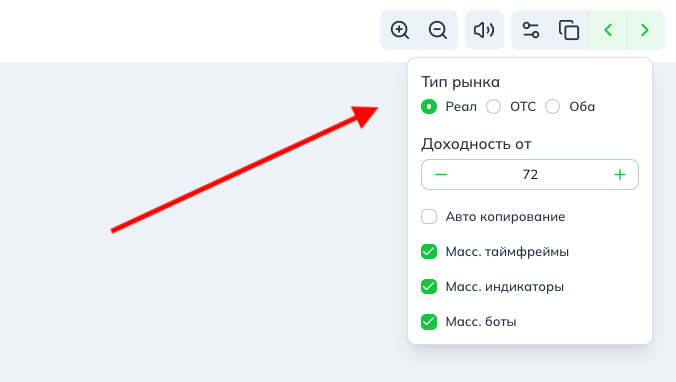 Тип рынка
Реал ОТС Оба
Доходность от
72
Авто копирование
Масс. таймфреймы
Масс. индикаторы
Масс. боты